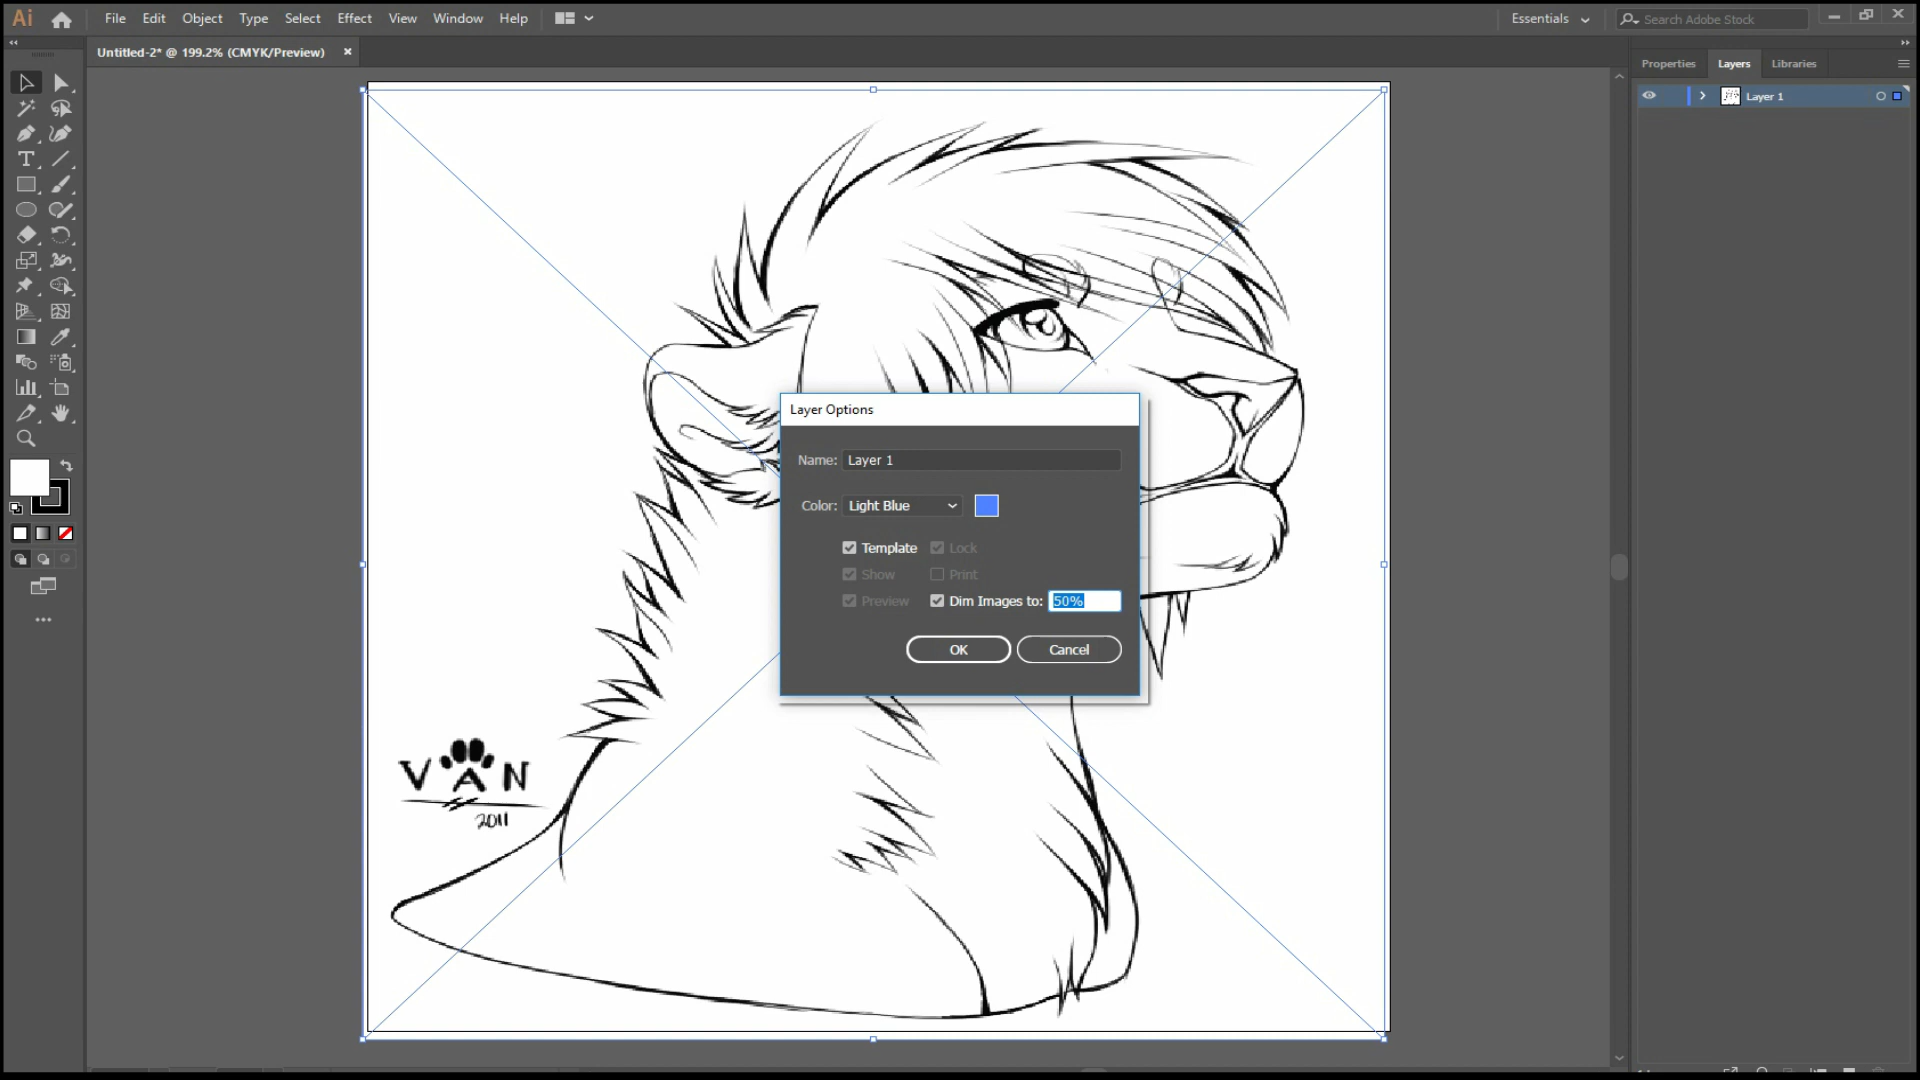 Ai File Edit Object Type Select Effect View Window Help Essentials Search Adobe Stock
Untitled-2* @ 199.2% (CMYK/Preview) ×
Properties Layers Libraries
Layer 1
Layer Options
Name: Layer 1
Color: Light Blue
Template Lock
Show Print
Preview Dim Images to: 50%
OK Cancel
VAN
2011